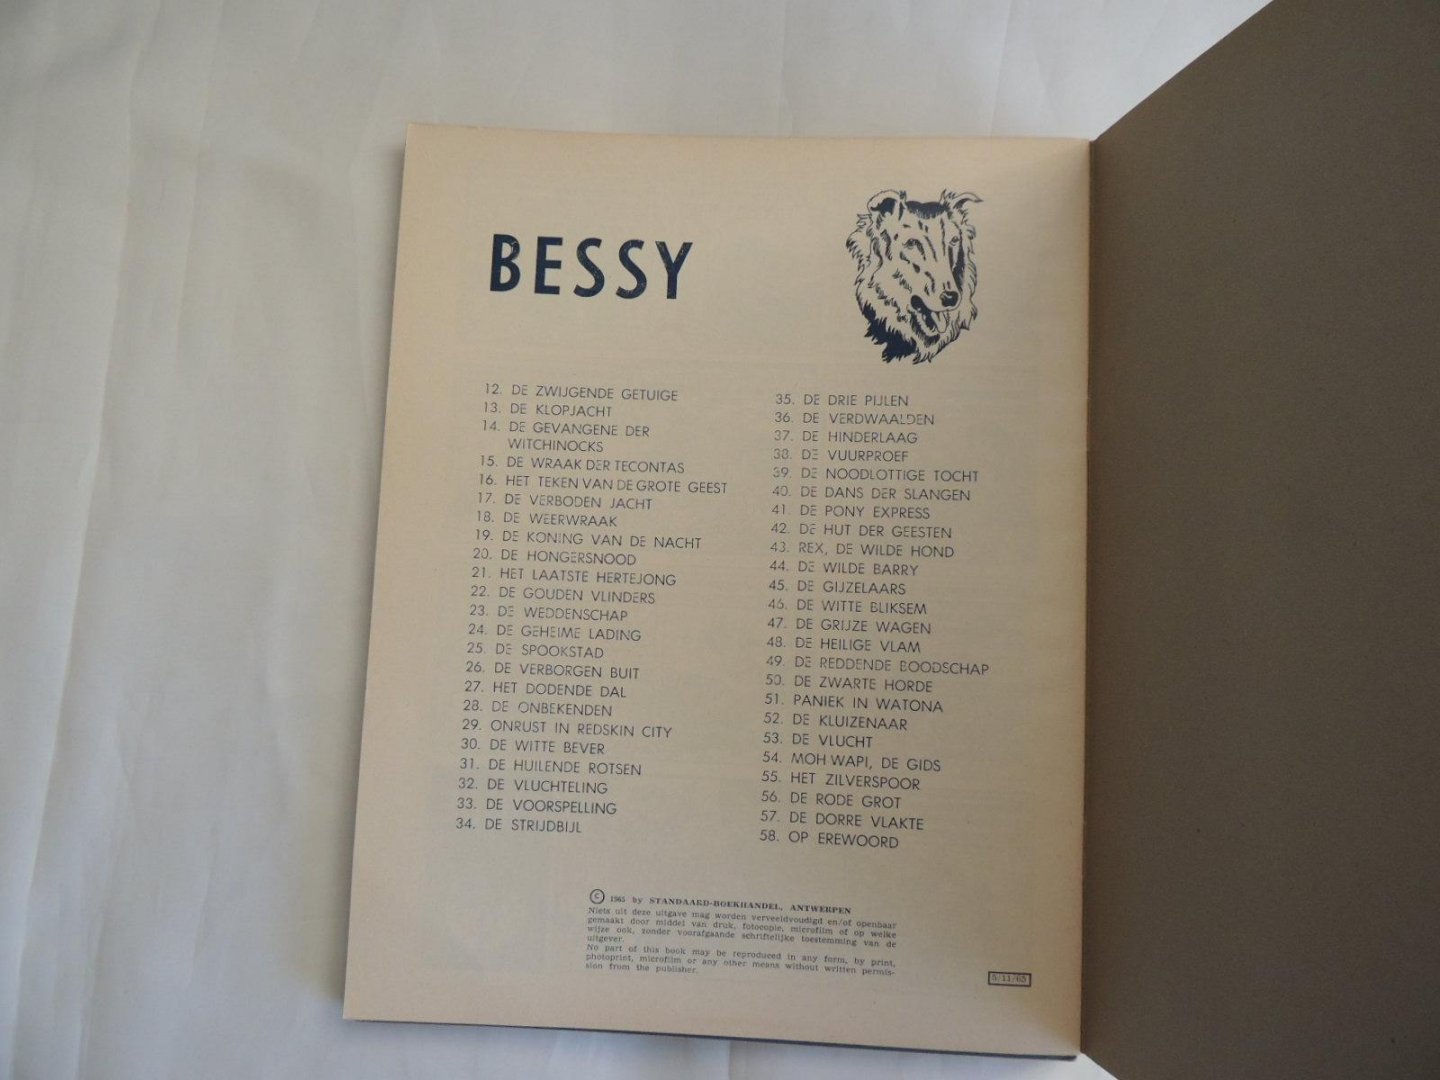 BESSY
12. DE ZWIJGENDE GETUIGE
13. DE KLOPJACHT
14. DE GEVANGENE DER
WITCHINOCKS
15. DE WRAAK DER TECONTAS
16. HET TEKEN VAN DE GROTE GEEST
17. DE VERBODEN JACHT
18. DE WEERWRAAK
19. DE KONING VAN DE NACHT
20. DE HONGERSNOOD
21. HET LAATSTE HERTEJONG
22. DE GOUDEN VLINDERS
23. DE WEDDENSCHAP
24. DE GEHEIME LADING
25. DE SPOOKSTAD
26. DE VERBORGEN BUIT
27. HET DODENDE DAL
28. DE ONBEKENDEN
29. ONRUST IN REDSKIN CITY
30. DE WITTE BEVER
31. DE HUILENDE ROTSEN
32. DE VLUCHTELING
33. DE VOORSPELLING
34. DE STRIJDBIJL
35. DE DRIE PIJLEN
36. DE VERDWAALDEN
37. DE HINDERLAAG
38. DE VUURPROEF
39. DE NOODLOTTIGE TOCHT
40. DE DANS DER SLANGEN
41. DE PONY EXPRESS
42. DE HUT DER GEESTEN
43. REX, DE WILDE HOND
44. DE WILDE BARRY
45. DE GIJZELAARS
46. DE WITTE BLIKSEM
47. DE GRIJZE WAGEN
48. DE HEILIGE VLAM
49. DE REDDENDE BOODSCHAP
50. DE ZWARTE HORDE
51. PANIEK IN WATONA
52. DE KLUIZENAAR
53. DE VLUCHT
54. MOH WAPI, DE GIDS
55. HET ZILVERSPOOR
56. DE RODE GROT
57. DE DORRE VLAKTE
58. OP EREWOORD
© 1965 by STANDAARD-BOEKHANDEL, ANTWERPEN
Niets uit deze uitgave mag worden verveelvoudigd en/of openbaar
gemaakt door middel van druk, fotocopie, microfilm of op welke
wijze ook, zonder voorafgaande schriftelijke toestemming van de
uitgever.
No part of this book may be reproduced in any form, by print,
photoprint, microfilm or any other means without written permis-
sion from the publisher.
5/11/65